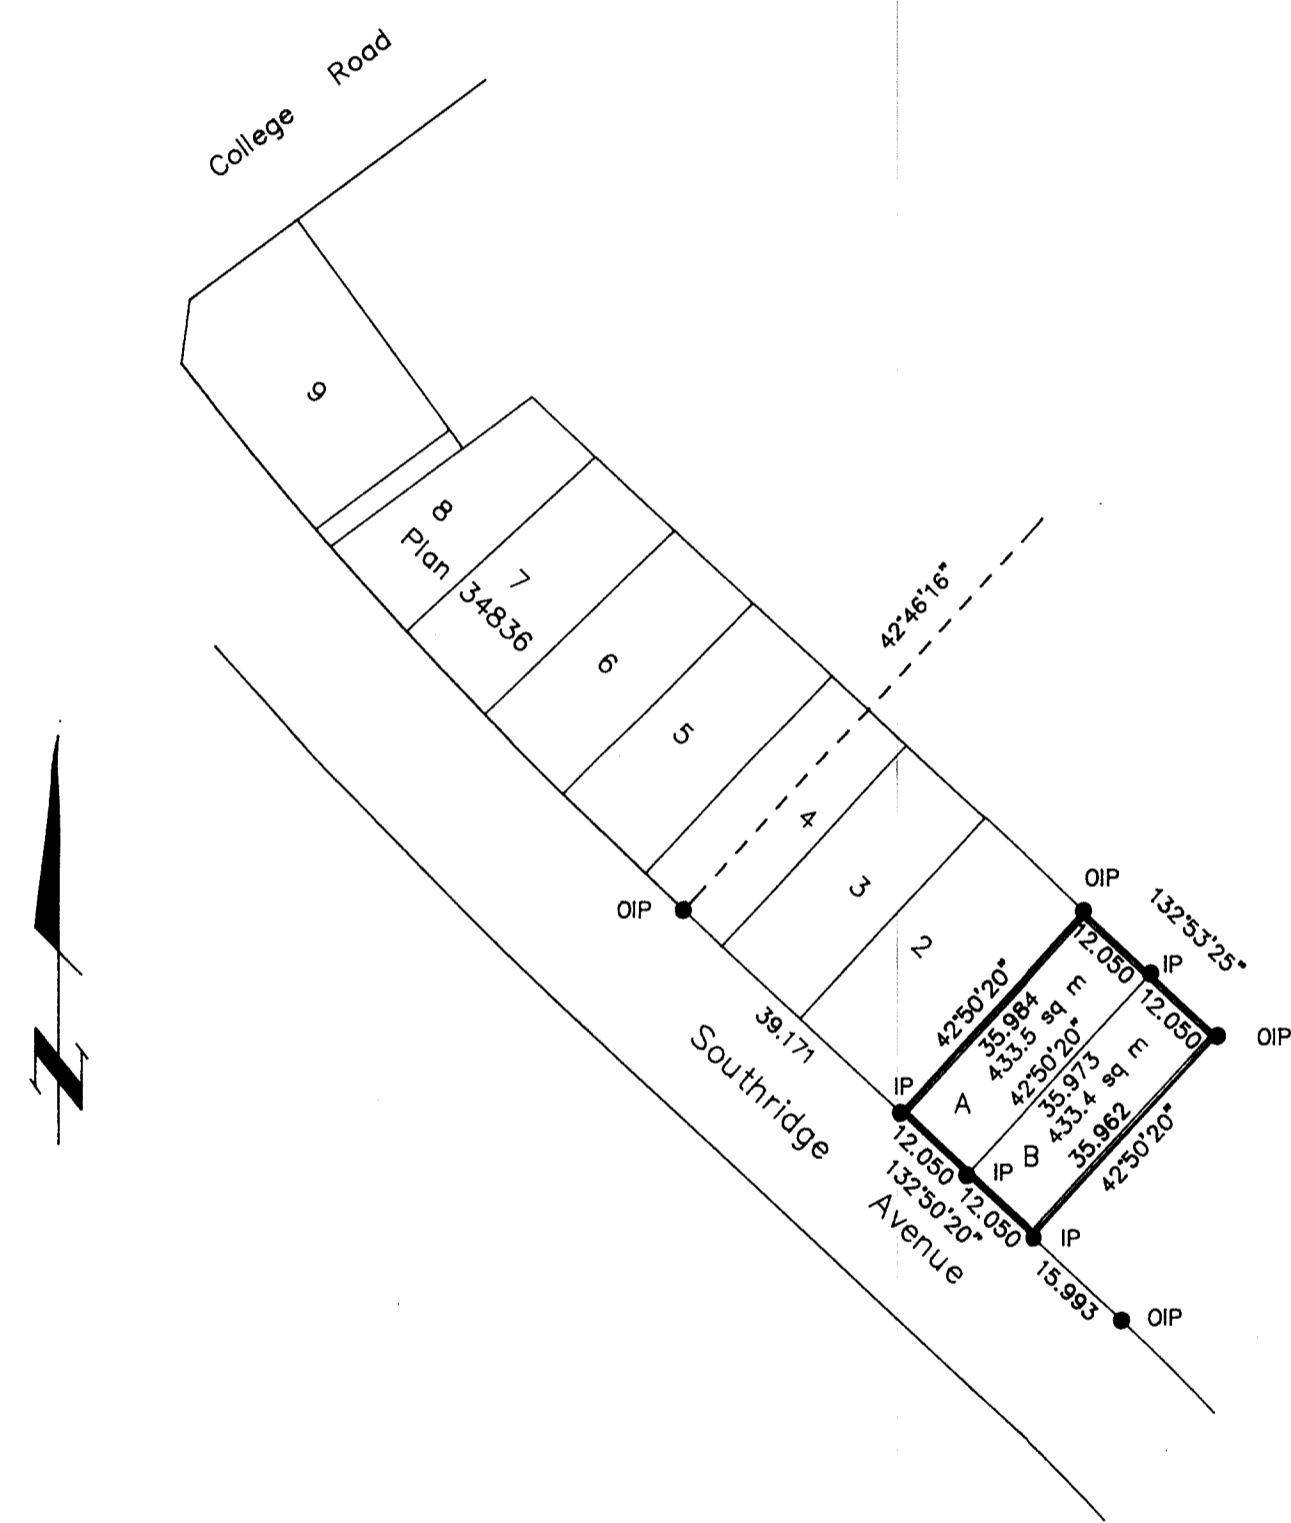 College Road
9
8
Plan 34836
7
6
5
4
3
2
42°46'16"
OIP
OIP
132°53'25"
12.050
IP
12.050
OIP
42°50'20"
35.984
433.5 sq m
42°50'20"
35.973
433.4 sq m
35.962
42°50'20"
A
B
IP
39.171
Southridge Avenue
12.050
IP
132°50'20"
12.050
IP
15.993
OIP
N